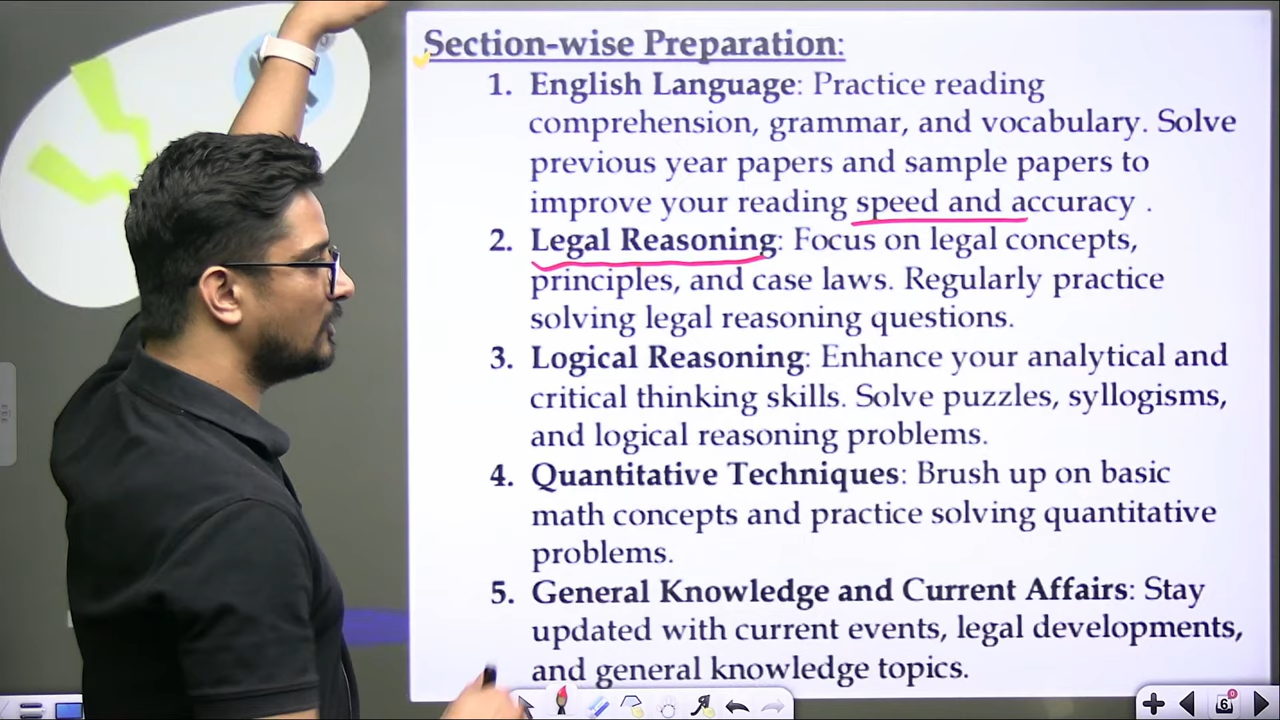 Section-wise Preparation:
1. English Language: Practice reading
comprehension, grammar, and vocabulary. Solve
previous year papers and sample papers to
improve your reading speed and accuracy .
2. Legal Reasoning: Focus on legal concepts,
principles, and case laws. Regularly practice
solving legal reasoning questions.
3. Logical Reasoning: Enhance your analytical and
critical thinking skills. Solve puzzles, syllogisms,
and logical reasoning problems.
4. Quantitative Techniques: Brush up on basic
math concepts and practice solving quantitative
problems.
5. General Knowledge and Current Affairs: Stay
updated with current events, legal developments,
and general knowledge topics.
6